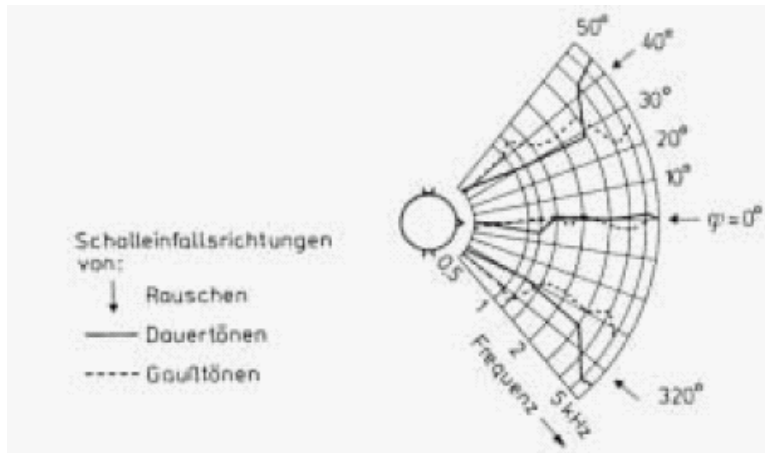 50°
40°
30°
20°
10°
φ=0°
Schalleinfallsrichtungen
von:
Rauschen
Dauertönen
Gaußtönen
0,5
1
2
5 kHz
Frequenz
320°